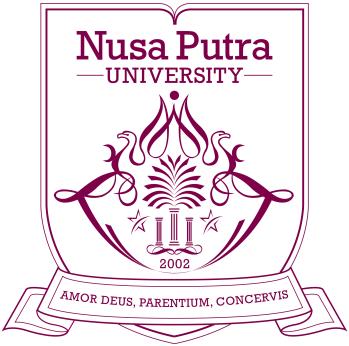 Nusa Putra
UNIVERSITY
2002
AMOR DEUS, PARENTIUM, CONCERVIS